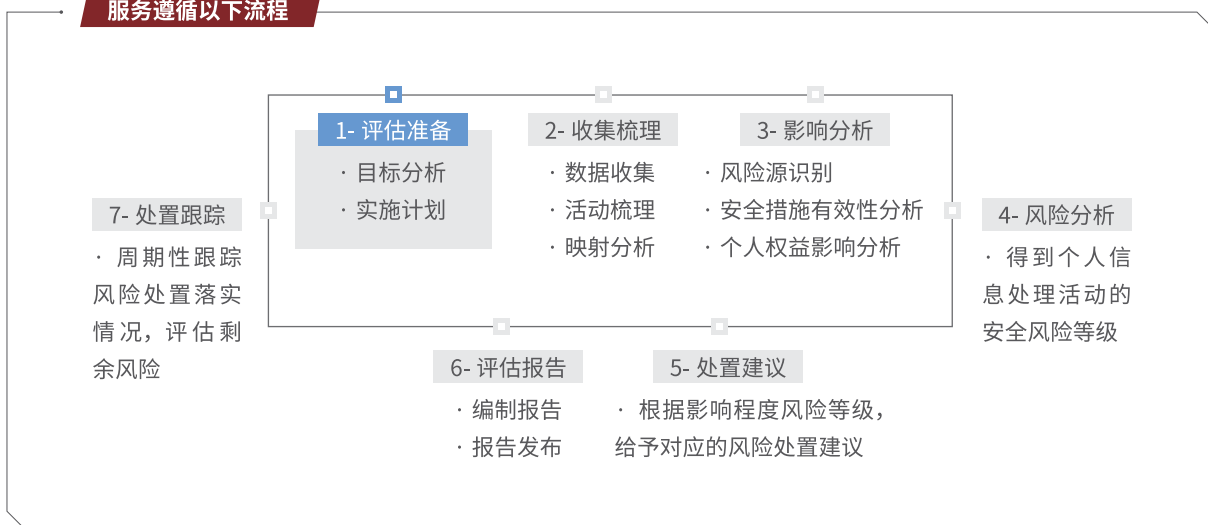 服务遵循以下流程
1- 评估准备
· 目标分析
· 实施计划
2- 收集梳理
· 数据收集
· 活动梳理
· 映射分析
3- 影响分析
· 风险源识别
· 安全措施有效性分析
· 个人权益影响分析
4- 风险分析
· 得到个人信
息处理活动的
安全风险等级
5- 处置建议
· 根据影响程度风险等级，
给予对应的风险处置建议
6- 评估报告
· 编制报告
· 报告发布
7- 处置跟踪
· 周期性跟踪
风险处置落实
情况，评估剩
余风险